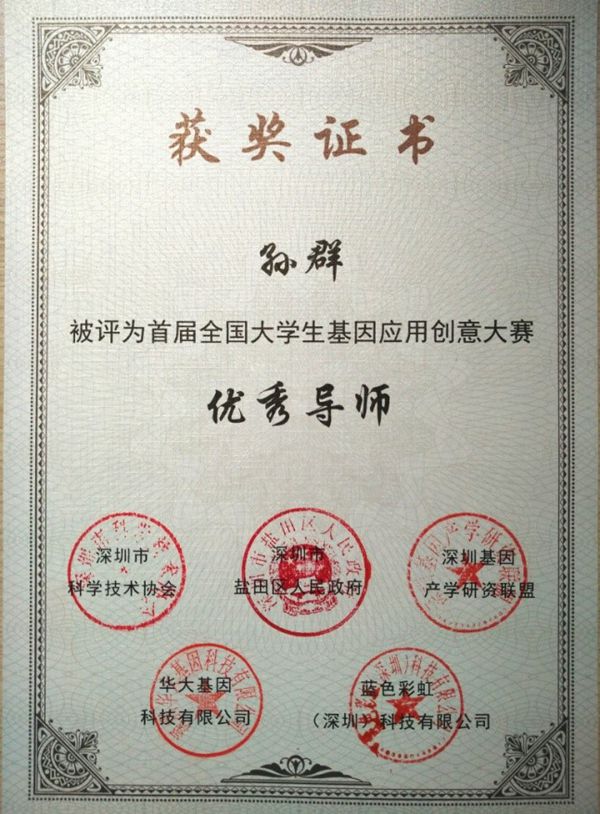 获奖证书
孙群
被评为首届全国大学生基因应用创意大赛
优秀导师
深圳市
科学技术协会
深圳市
盐田区人民政府
深圳基因
产学研资联盟
华大基因
科技有限公司
蓝色彩虹
（深圳）科技有限公司